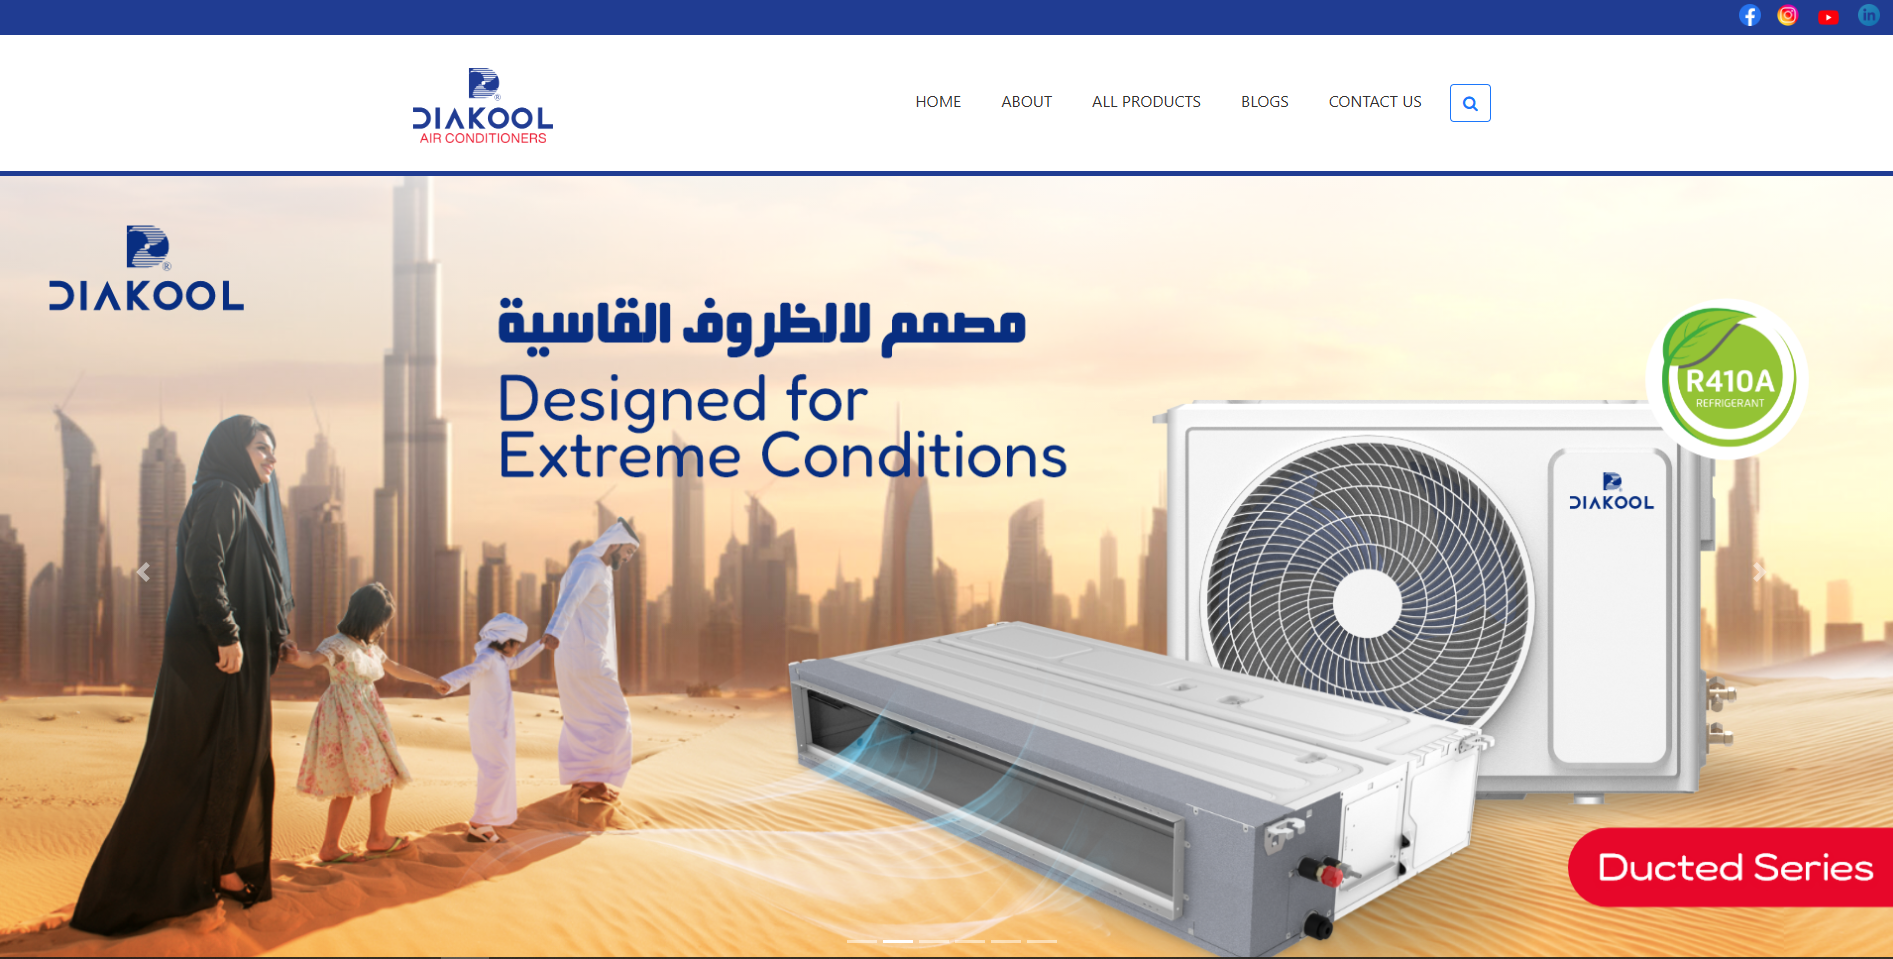 DIAKOOL
AIR CONDITIONERS
HOME ABOUT ALL PRODUCTS BLOGS CONTACT US
DIAKOOL
مصمم لالظروف القاسية
Designed for
Extreme Conditions
R410A
REFRIGERANT
DIAKOOL
Ducted Series